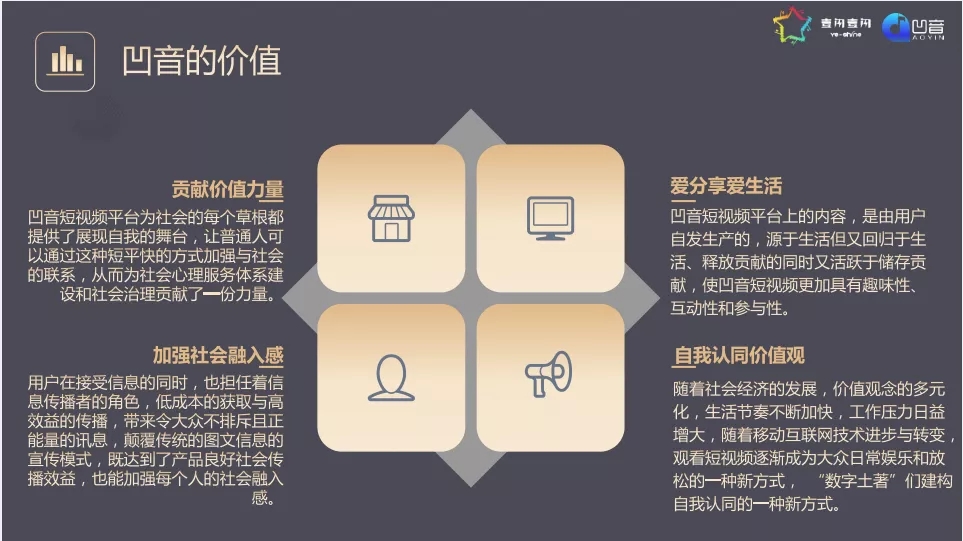 凹音的价值
壹闪壹闪
ye-shine
凹音
AOYIN
贡献价值力量
凹音短视频平台为社会的每个草根都
提供了展现自我的舞台，让普通人可
以通过这种短平快的方式加强与社会
的联系，从而为社会心理服务体系建
设和社会治理贡献了一份力量。
加强社会融入感
用户在接受信息的同时，也担任着信
息传播者的角色，低成本的获取与高
效益的传播，带来令大众不排斥且正
能量的讯息，颠覆传统的图文信息的
宣传模式，既达到了产品良好社会传
播效益，也能加强每个人的社会融入
感。
爱分享爱生活
凹音短视频平台上的内容，是由用户
自发生产的，源于生活但又回归于生
活、释放贡献的同时又活跃于储存贡
献，使凹音短视频更加具有趣味性、
互动性和参与性。
自我认同价值观
随着社会经济的发展，价值观念的多元
化，生活节奏不断加快，工作压力日益
增大，随着移动互联网技术进步与转变，
观看短视频逐渐成为大众日常娱乐和放
松的一种新方式， “数字土著”们建构
自我认同的一种新方式。